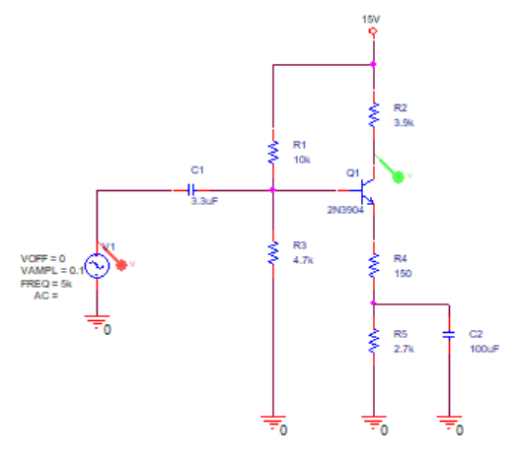 15V
R2
3.9k
R1
10k
Q1
V
C1
3.3uF
2N3904
V1
V
VOFF = 0
VAMPL = 0.1
FREQ = 5k
AC =
0
R3
4.7k
R4
150
R5
2.7k
C2
100uF
0
0
0